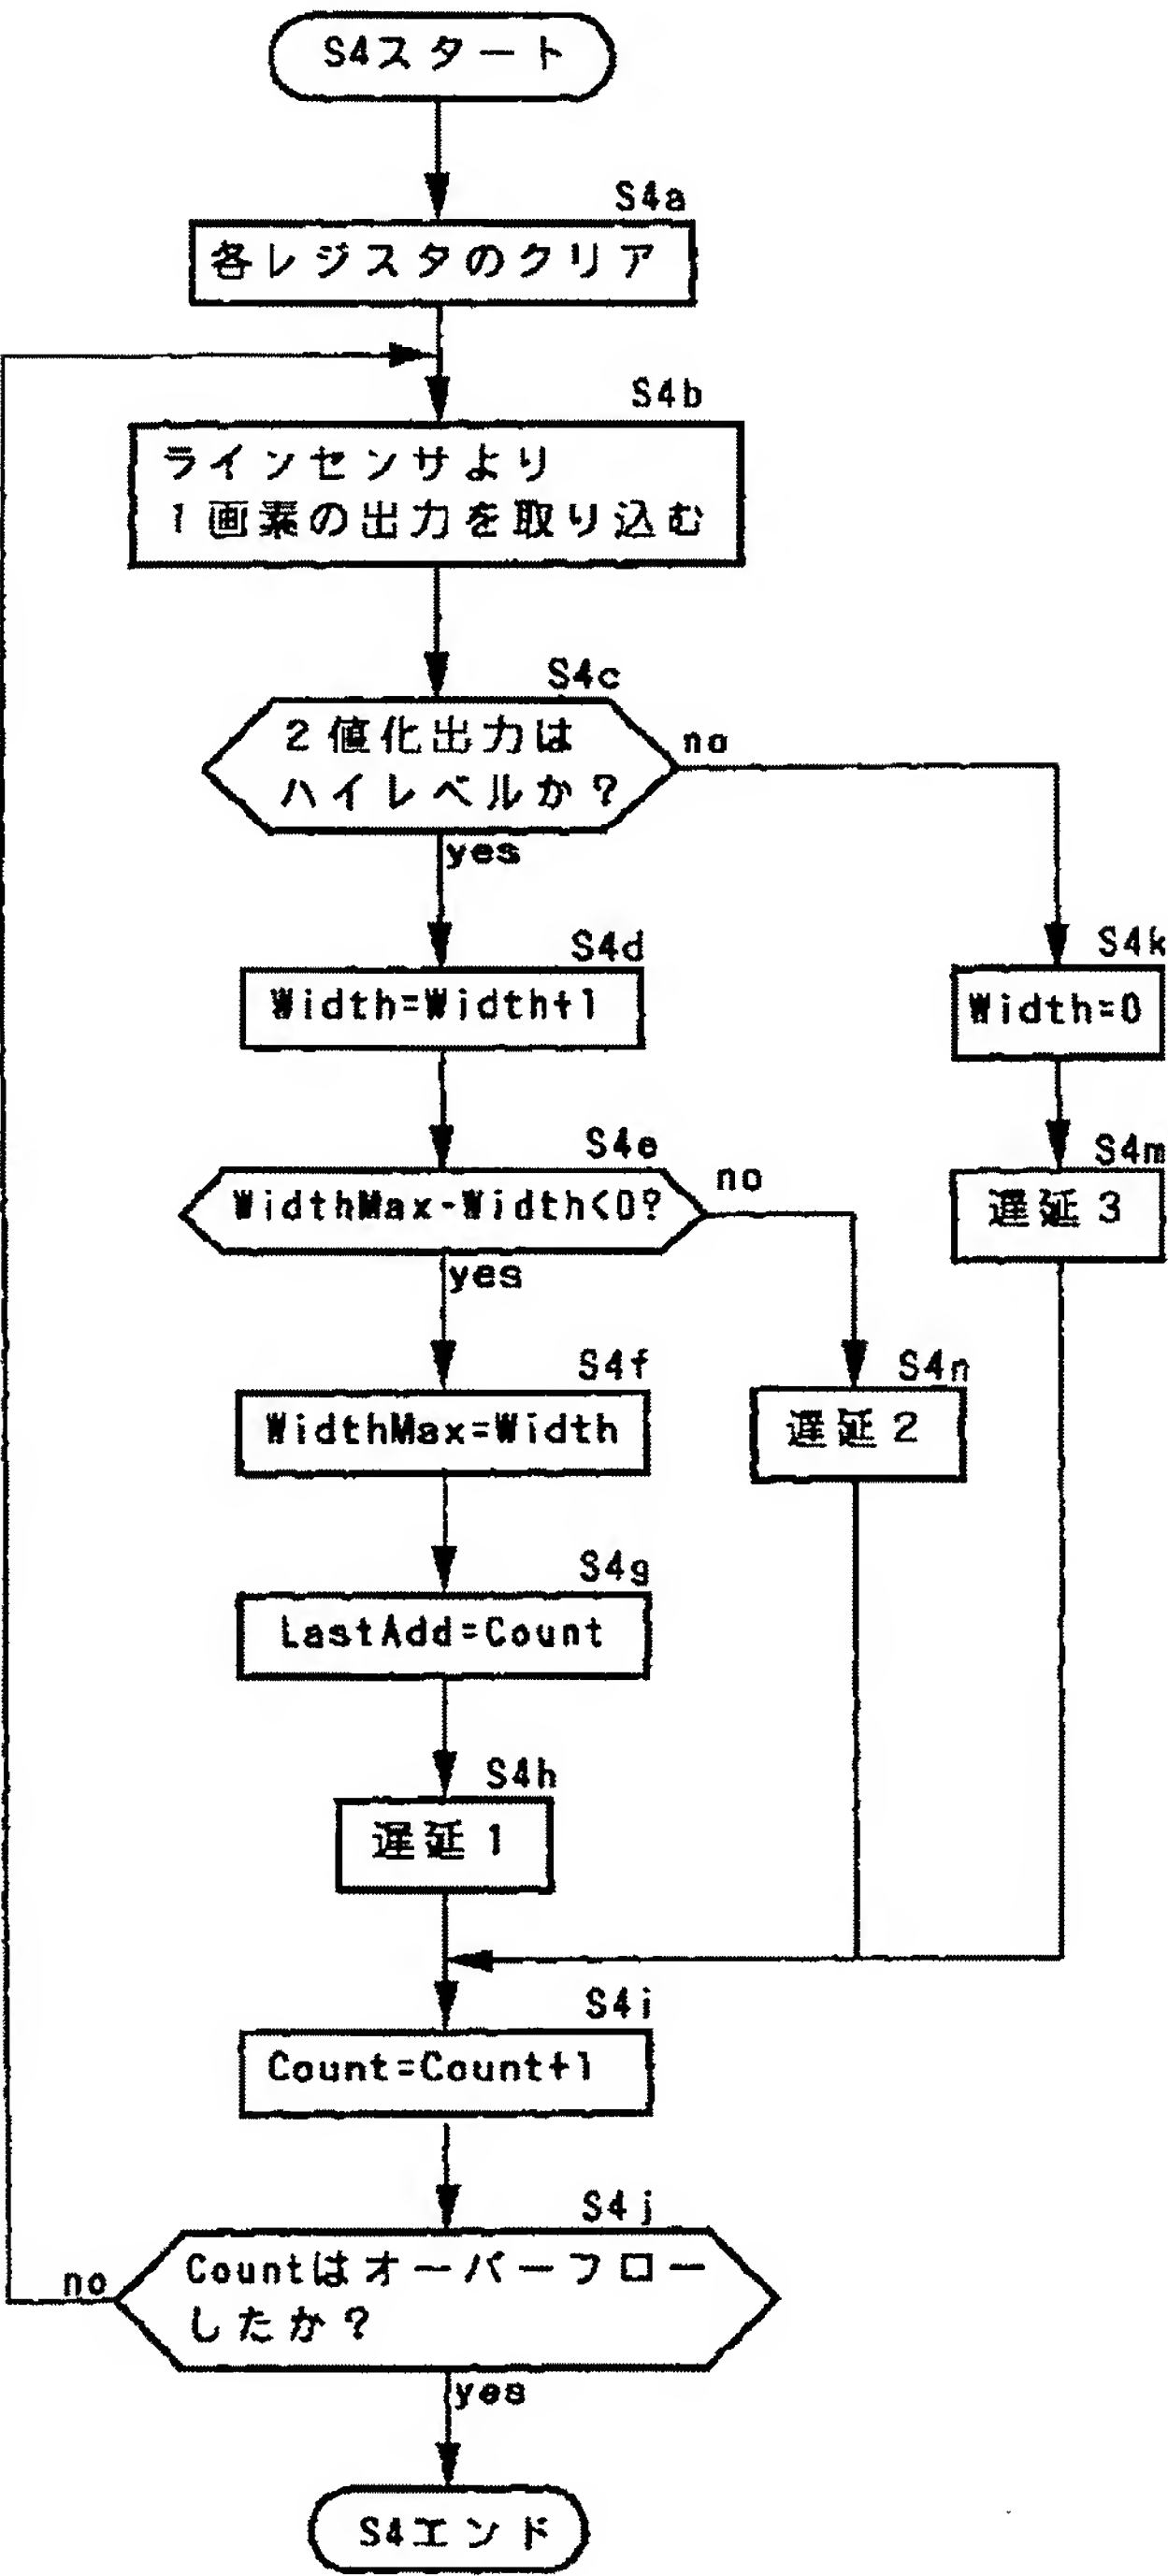 S4スタート
S4a
各レジスタのクリア
S4b
ラインセンサより
1画素の出力を取り込む
S4c
2値化出力は
ハイレベルか?
no
yes
S4d
Width=Width+1
S4k
Width=0
S4e
WidthMax-Width<0?
no
yes
S4m
遅延3
S4f
WidthMax=Width
S4n
遅延2
S4g
LastAdd=Count
S4h
遅延1
S4i
Count=Count+1
S4j
Countはオーバーフロー
したか?
no
yes
S4エンド